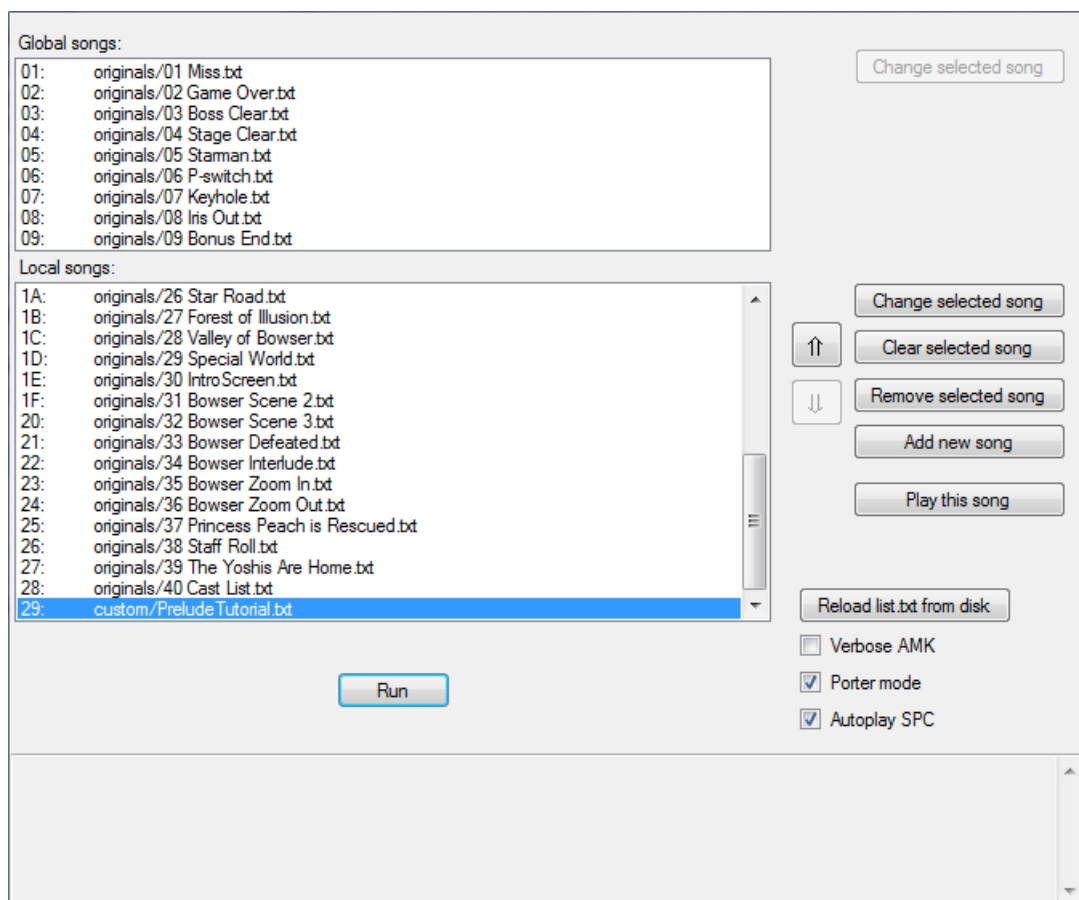 Global songs:
Change selected song
01: originals/01 Miss.txt
02: originals/02 Game Over.txt
03: originals/03 Boss Clear.txt
04: originals/04 Stage Clear.txt
05: originals/05 Starman.txt
06: originals/06 P-switch.txt
07: originals/07 Keyhole.txt
08: originals/08 Iris Out.txt
09: originals/09 Bonus End.txt
Local songs:
1A: originals/26 Star Road.txt
1B: originals/27 Forest of Illusion.txt
1C: originals/28 Valley of Bowser.txt
1D: originals/29 Special World.txt
1E: originals/30 IntroScreen.txt
1F: originals/31 Bowser Scene 2.txt
20: originals/32 Bowser Scene 3.txt
21: originals/33 Bowser Defeated.txt
22: originals/34 Bowser Interlude.txt
23: originals/35 Bowser Zoom In.txt
24: originals/36 Bowser Zoom Out.txt
25: originals/37 Princess Peach is Rescued.txt
26: originals/38 Staff Roll.txt
27: originals/39 The Yoshis Are Home.txt
28: originals/40 Cast List.txt
29: custom/PreludeTutorial.txt
Change selected song
Clear selected song
Remove selected song
Add new song
Play this song
Reload list.txt from disk
Verbose AMK
Porter mode
Autoplay SPC
Run